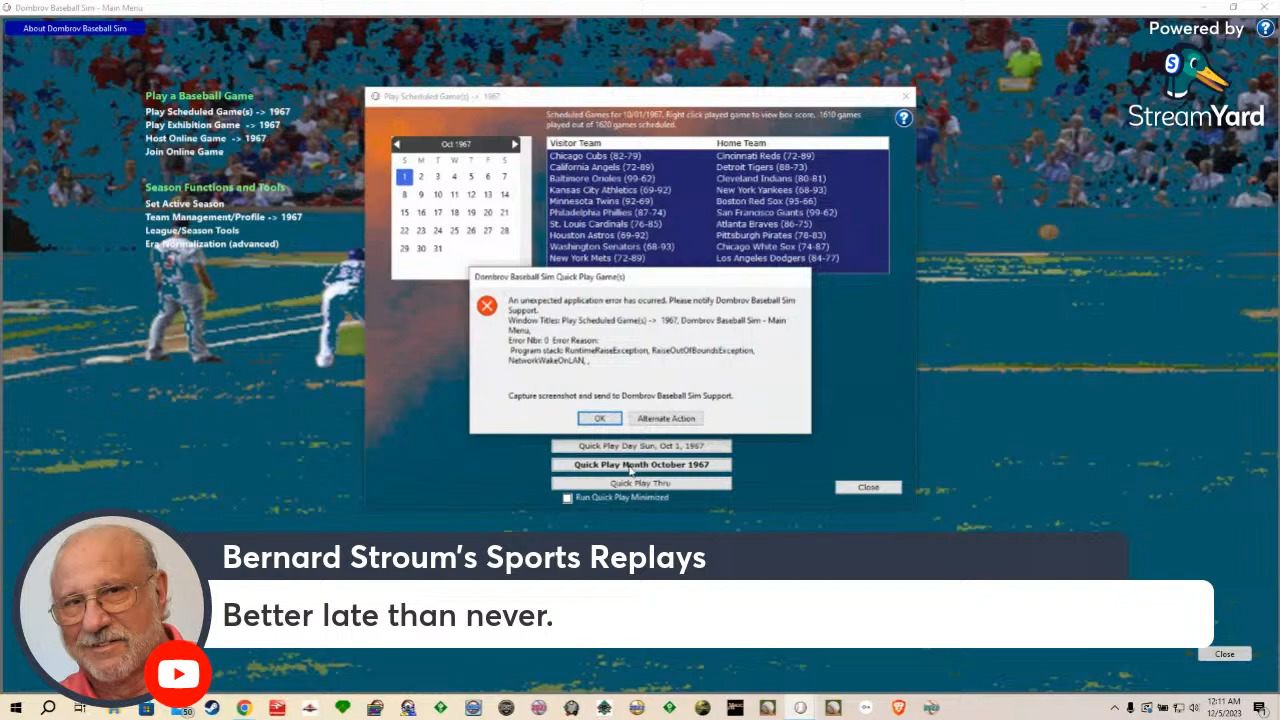 Dombrov Baseball Sim - Main Menu
About Dombrov Baseball Sim
Powered by
StreamYard
Play a Baseball Game
Play Scheduled Game(s) -> 1967
Play Exhibition Game -> 1967
Host Online Game -> 1967
Join Online Game
Season Functions and Tools
Set Active Season
Team Management/Profile -> 1967
League/Season Tools
Era Normalization (advanced)
Play Scheduled Game(s) -> 1967
Scheduled Games for 10/01/1967, Right click played game to view box score, 1610 games
played out of 1620 games scheduled.
Oct 1967
S M T W T F S
1 2 3 4 5 6 7
8 9 10 11 12 13 14
15 16 17 18 19 20 21
22 23 24 25 26 27 28
29 30 31
Visitor Team Home Team
Chicago Cubs (82-79) Cincinnati Reds (72-89)
California Angels (72-89) Detroit Tigers (88-73)
Baltimore Orioles (99-62) Cleveland Indians (80-81)
Kansas City Athletics (69-92) New York Yankees (68-93)
Minnesota Twins (92-69) Boston Red Sox (95-66)
Philadelphia Phillies (87-74) San Francisco Giants (99-62)
St. Louis Cardinals (76-85) Atlanta Braves (86-75)
Houston Astros (69-92) Pittsburgh Pirates (78-83)
Washington Senators (68-93) Chicago White Sox (74-87)
New York Mets (72-89) Los Angeles Dodgers (84-77)
Dombrov Baseball Sim Quick Play Game(s)
An unexpected application error has ocurred. Please notify Dombrov Baseball Sim
Support.
Window Titles: Play Scheduled Game(s) -> 1967, Dombrov Baseball Sim - Main
Menu,
Error Nbr: 0 Error Reason:
Program stack: RuntimeRaiseException, RaiseOutOfBoundsException,
NetworkWakeOnLAN, ,
Capture screenshot and send to Dombrov Baseball Sim Support.
OK Alternate Action
Quick Play Day Sun, Oct 1, 1967
Quick Play Month October 1967
Quick Play Thru
Run Quick Play Minimized
Close
Bernard Stroum's Sports Replays
Better late than never.
Close
12:11 AM
12/5/2023